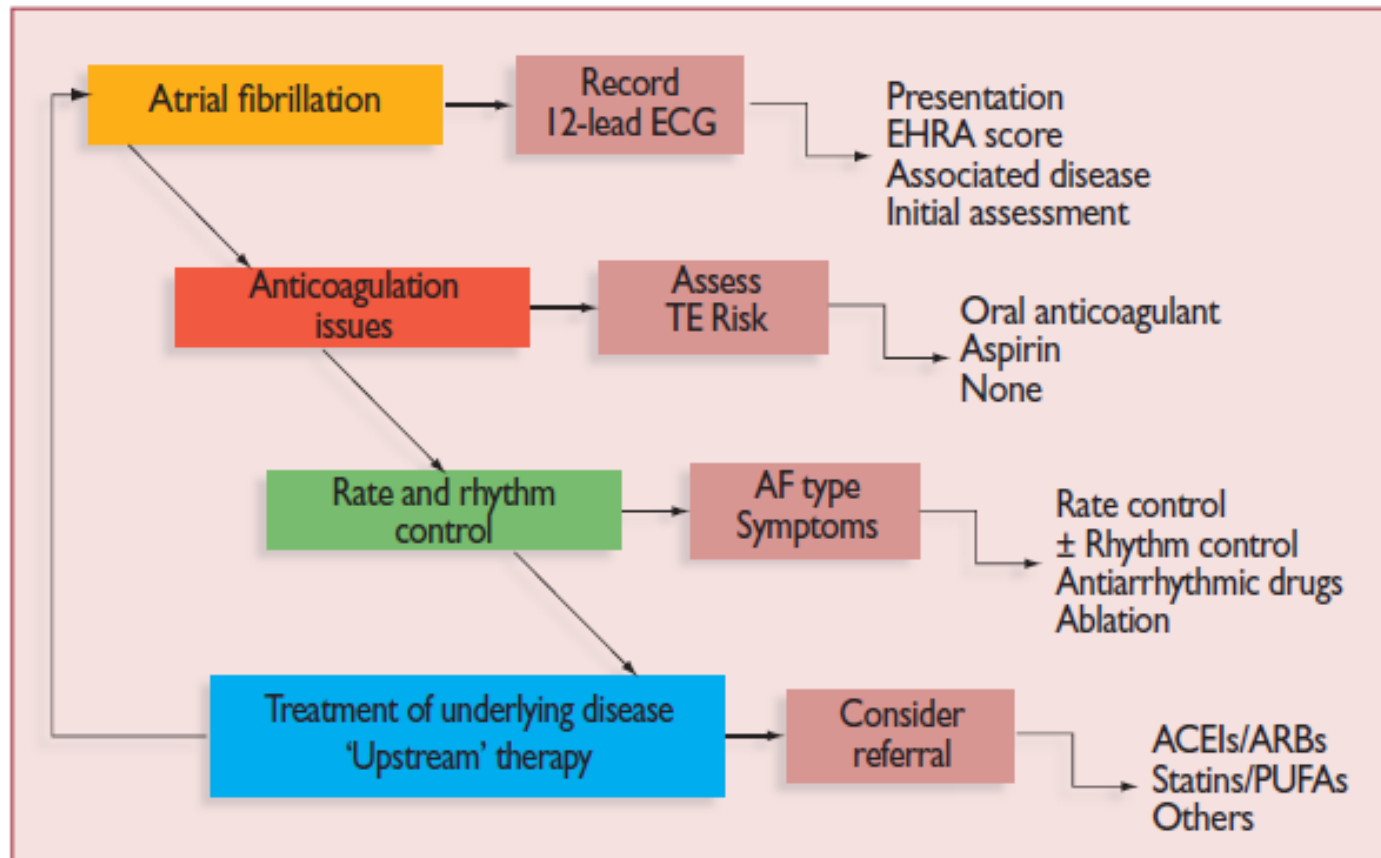 Atrial fibrillation
Record
12-lead ECG
Presentation
EHRA score
Associated disease
Initial assessment
Anticoagulation
issues
Assess
TE Risk
Oral anticoagulant
Aspirin
None
Rate and rhythm
control
AF type
Symptoms
Rate control
± Rhythm control
Antiarrhythmic drugs
Ablation
Treatment of underlying disease
‘Upstream’ therapy
Consider
referral
ACEIs/ARBs
Statins/PUFAs
Others